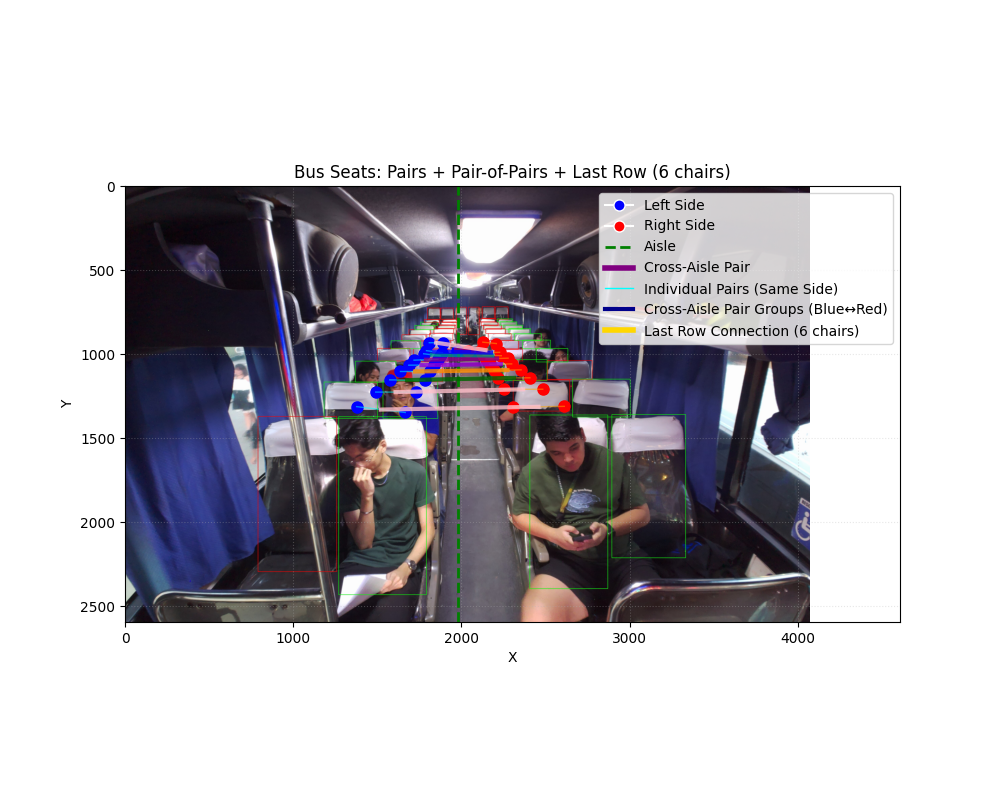 Bus Seats: Pairs + Pair-of-Pairs + Last Row (6 chairs)
0
500
1000
1500
2000
2500
Y
Left Side
Right Side
Aisle
Cross-Aisle Pair
Individual Pairs (Same Side)
Cross-Aisle Pair Groups (Blue↔Red)
Last Row Connection (6 chairs)
0
1000
2000
3000
4000
X